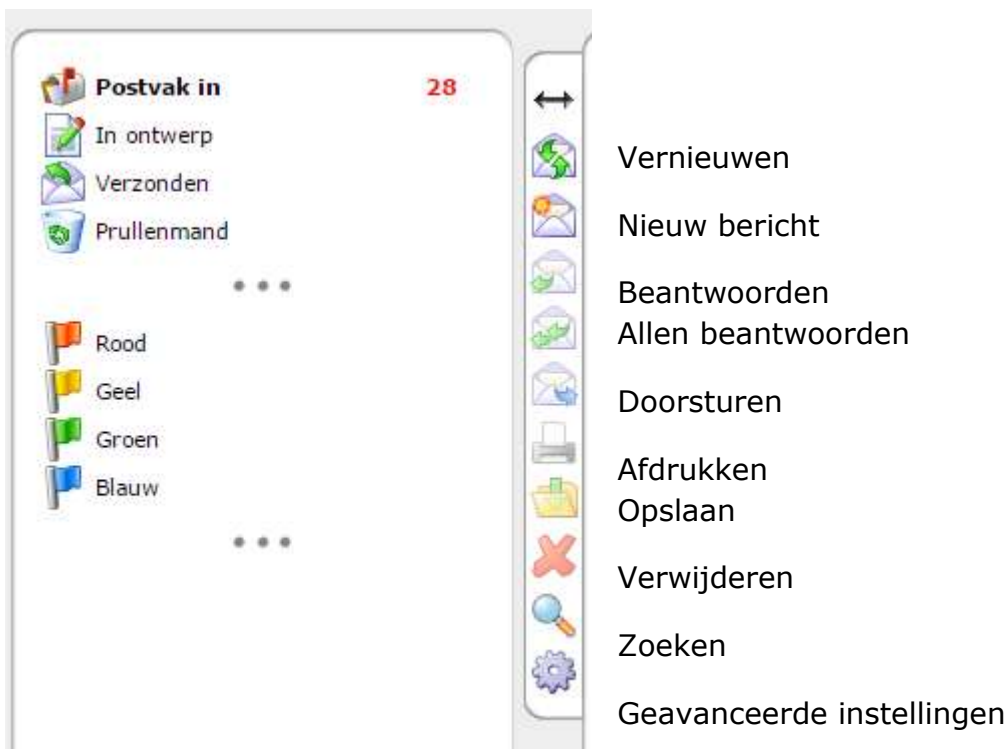 Postvak in 28
In ontwerp
Verzonden
Prullenmand
Rood
Geel
Groen
Blauw
Vernieuwen
Nieuw bericht
Beantwoorden
Allen beantwoorden
Doorsturen
Afdrukken
Opslaan
Verwijderen
Zoeken
Geavanceerde instellingen